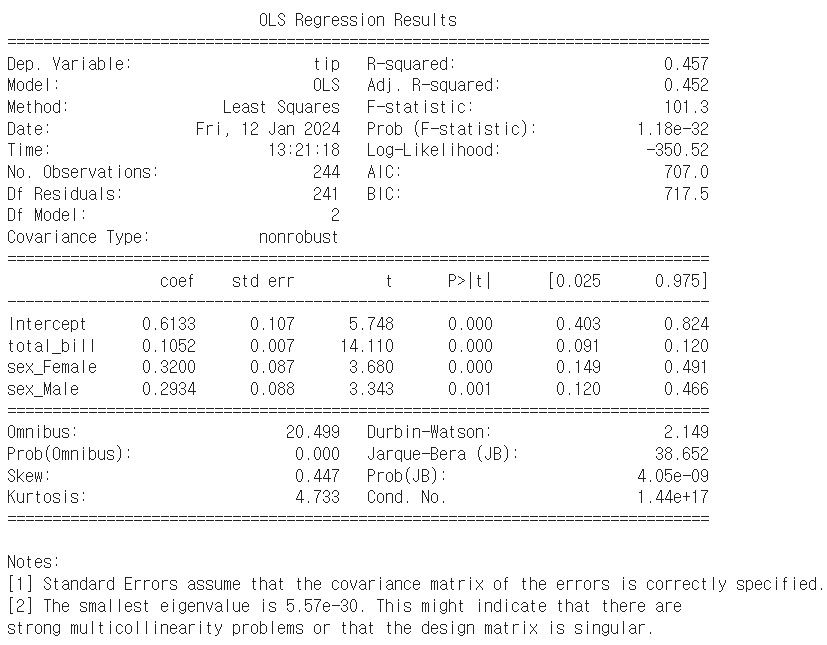 OLS Regression Results
==============================================================================
Dep. Variable: tip R-squared: 0.457
Model: OLS Adj. R-squared: 0.452
Method: Least Squares F-statistic: 101.3
Date: Fri, 12 Jan 2024 Prob (F-statistic): 1.18e-32
Time: 13:21:18 Log-Likelihood: -350.52
No. Observations: 244 AIC: 707.0
Df Residuals: 241 BIC: 717.5
Df Model: 2
Covariance Type: nonrobust
==============================================================================
coef std err t P>|t| [0.025 0.975]
------------------------------------------------------------------------------
Intercept 0.6133 0.107 5.748 0.000 0.403 0.824
total_bill 0.1052 0.007 14.110 0.000 0.091 0.120
sex_Female 0.3200 0.087 3.680 0.000 0.149 0.491
sex_Male 0.2934 0.088 3.343 0.001 0.120 0.466
==============================================================================
Omnibus: 20.499 Durbin-Watson: 2.149
Prob(Omnibus): 0.000 Jarque-Bera (JB): 38.652
Skew: 0.447 Prob(JB): 4.05e-09
Kurtosis: 4.733 Cond. No. 1.44e+17
==============================================================================
Notes:
[1] Standard Errors assume that the covariance matrix of the errors is correctly specified.
[2] The smallest eigenvalue is 5.57e-30. This might indicate that there are
strong multicollinearity problems or that the design matrix is singular.